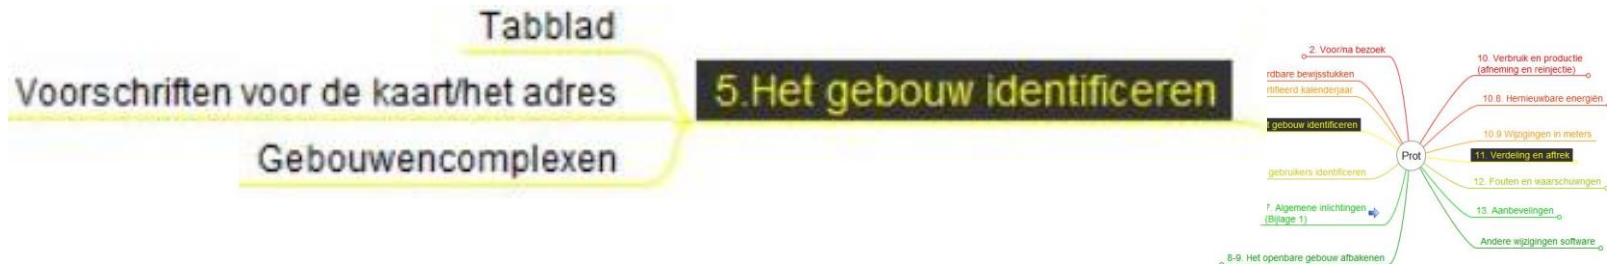 Tabblad
Voorschriften voor de kaart/het adres
Gebouwencomplexen
5.Het gebouw identificeren
2. Voor/na bezoek
rdbare bewijsstukken
rtifieerd kalenderjaar
t gebouw identificeren
gebruikers identificeren
7. Algemene inlichtingen
(Bijlage 1)
8-9. Het openbare gebouw afbakenen
Prot
10. Verbruik en productie
(afneming en reinjectie)
10.8. Hernieuwbare energiën
10.9 Wijzigingen in meters
11. Verdeling en aftrek
12. Fouten en waarschuwngen
13. Aanbevelingen
Andere wijzigingen software